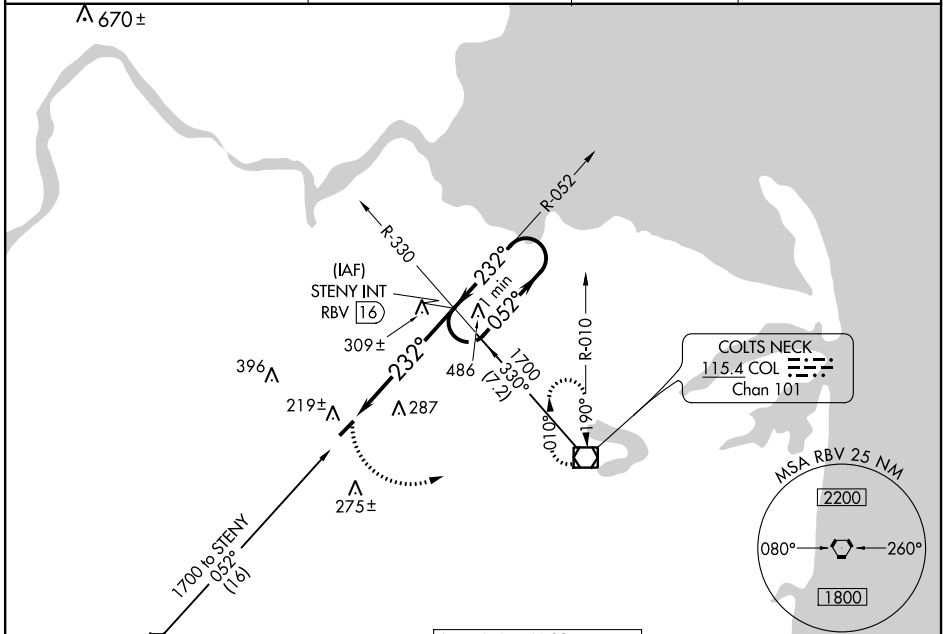 670±
R-052
R-330
(IAF)
STENY INT
RBV 16
309±
232°
1 min
052°
486
232°
1700
330°
(7.2)
R-010
COLTS NECK
115.4 COL
Chan 101
396
219±
287
010°
190°
275±
MSA RBV 25 NM
2200
080°
260°
1800
1700 to STENY
052°
(16)